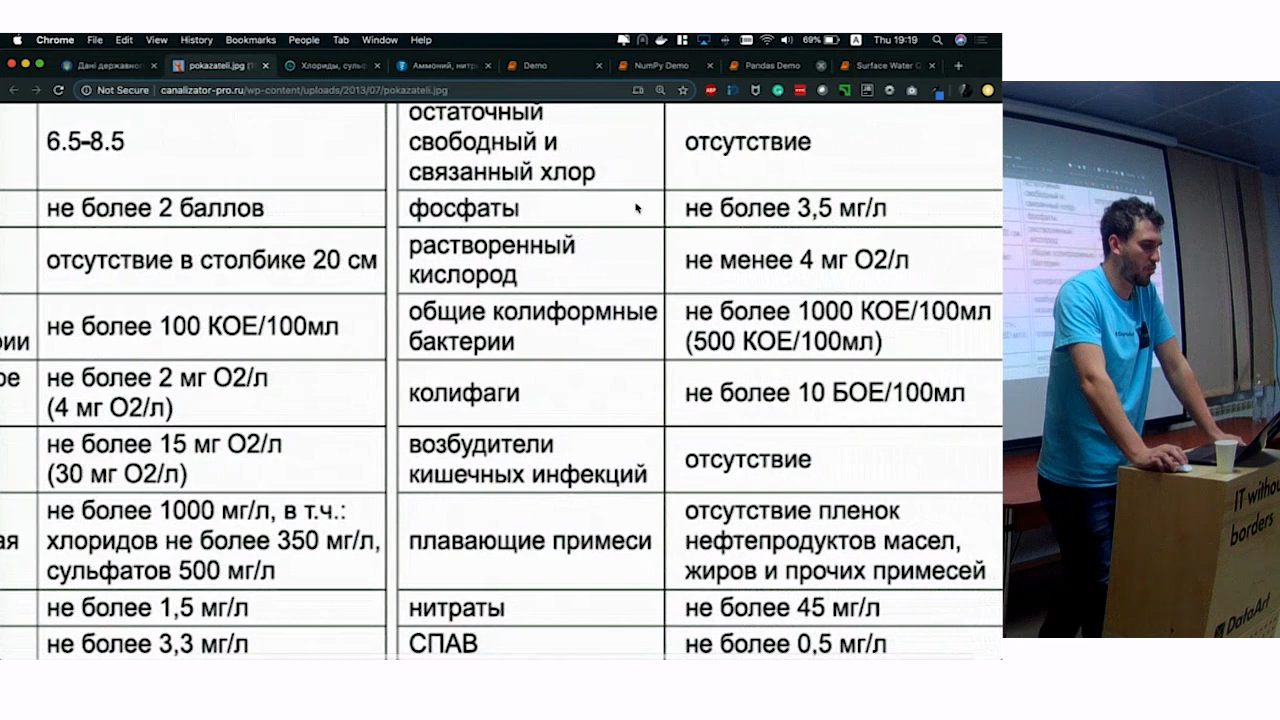 Chrome File Edit View History Bookmarks People Tab Window Help 69% A Thu 19:19
Дані державног pokazateli.jpg Хлориды, суль Аммоний, нитр Demo NumPy Demo Pandas Demo Surface Water
Not Secure canalizator-pro.ru/wp-content/uploads/2013/07/pokazateli.jpg
остаточный
6.5-8.5 свободный и отсутствие
связанный хлор
не более 2 баллов фосфаты не более 3,5 мг/л
отсутствие в столбике 20 см растворенный не менее 4 мг O2/л
кислород
рии не более 100 КОЕ/100мл общие колиформные не более 1000 КОЕ/100мл
бактерии (500 КОЕ/100мл)
ое не более 2 мг O2/л колифаги не более 10 БОЕ/100мл
(4 мг O2/л)
не более 15 мг O2/л возбудители отсутствие
(30 мг O2/л) кишечных инфекций
не более 1000 мг/л, в т.ч.: отсутствие пленок
ая хлоридов не более 350 мг/л, плавающие примеси нефтепродуктов масел,
сульфатов 500 мг/л жиров и прочих примесей
не более 1,5 мг/л нитраты не более 45 мг/л
не более 3,3 мг/л СПАВ не более 0,5 мг/л
IT without
borders
DataArt